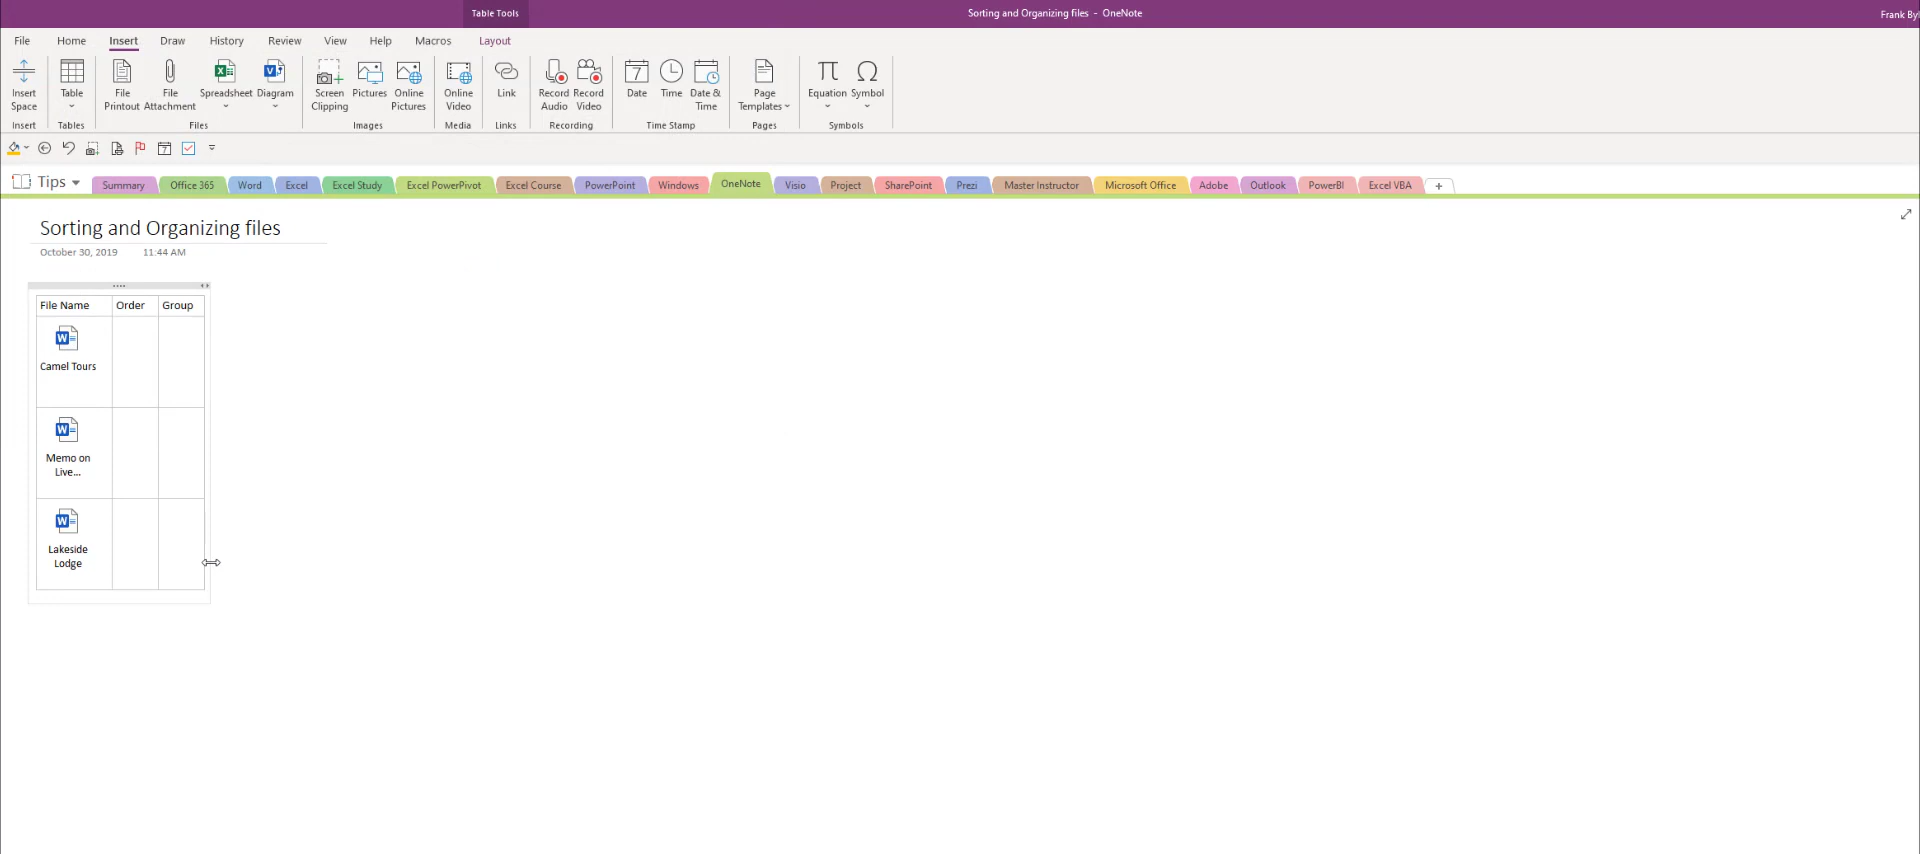 Table Tools
Sorting and Organizing files - OneNote
Frank Byl
File Home Insert Draw History Review View Help Macros Layout
Insert Space
Table
File Printout
File Attachment
Spreadsheet
Diagram
Screen Clipping
Pictures
Online Pictures
Online Video
Link
Record Audio
Record Video
Date
Time
Date & Time
Page Templates
Equation
Symbol
Insert Tables Files Images Media Links Recording Time Stamp Pages Symbols
Tips Summary Office 365 Word Excel Excel Study Excel PowerPivot Excel Course PowerPoint Windows OneNote Visio Project SharePoint Prezi Master Instructor Microsoft Office Adobe Outlook PowerBI Excel VBA +
Sorting and Organizing files
October 30, 2019 11:44 AM
File Name Order Group
Camel Tours
Memo on
Live...
Lakeside
Lodge